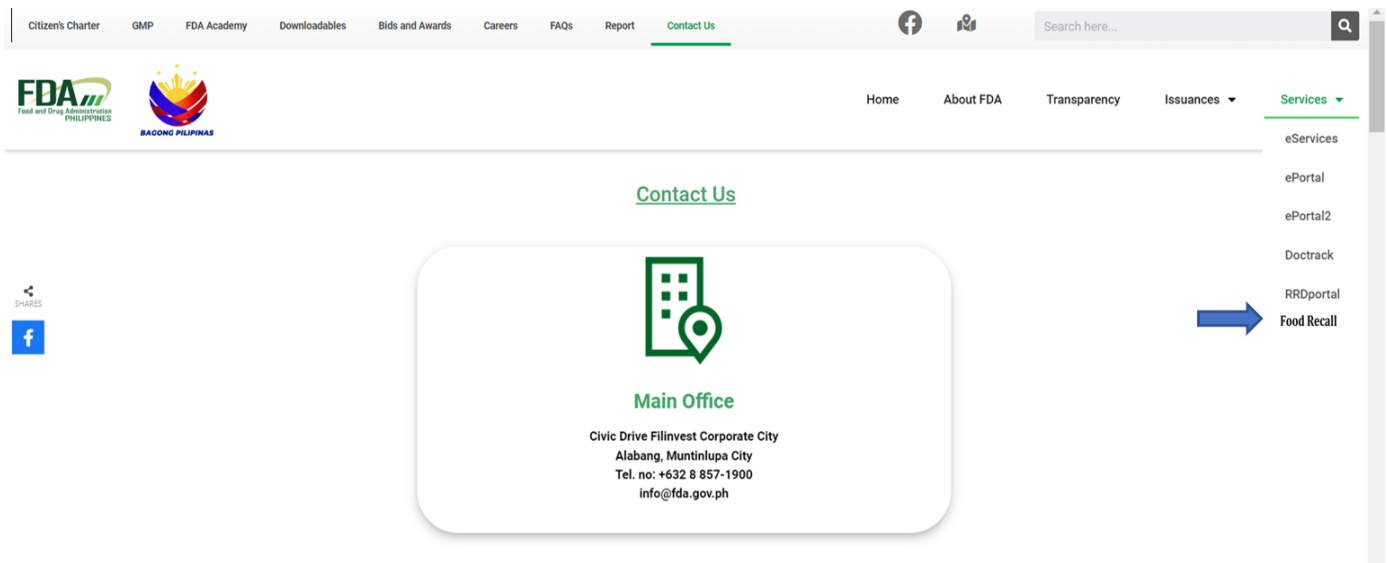 Citizen's Charter GMP FDA Academy Downloadables Bids and Awards Careers FAQs Report Contact Us Search here...
FDA
Food and Drug Administration
PHILIPPINES
BAGONG PILIPINAS
Home About FDA Transparency Issuances Services
eServices
ePortal
ePortal2
Doctrack
RRDportal
Food Recall
Contact Us
SHARES
Main Office
Civic Drive Filinvest Corporate City
Alabang, Muntinlupa City
Tel. no: +632 8 857-1900
info@fda.gov.ph